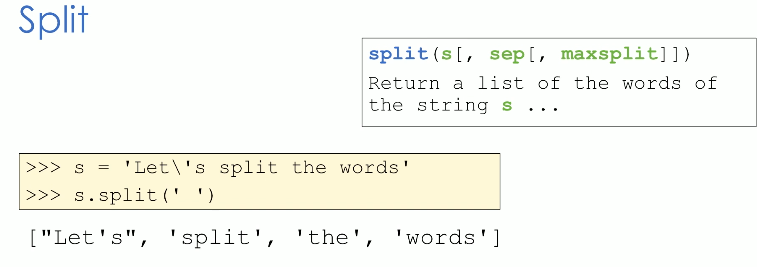 Split
split(s[, sep[, maxsplit]])
Return a list of the words of
the string s ...
>>> s = 'Let\'s split the words'
>>> s.split(' ')
["Let's", 'split', 'the', 'words']